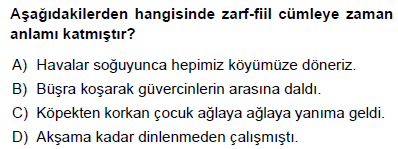 Aşağıdakilerden hangisinde zarf-fiil cümleye zaman
anlamı katmıştır?
A) Havalar soğuyunca hepimiz köyümüze döneriz.
B) Büşra koşarak güvercinlerin arasına daldı.
C) Köpekten korkan çocuk ağlaya ağlaya yanıma geldi.
D) Akşama kadar dinlenmeden çalışmıştı.